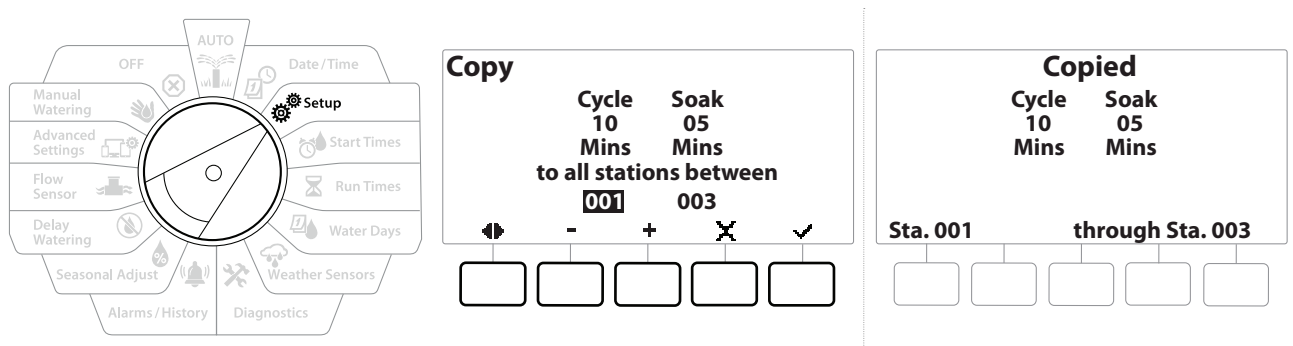 AUTO
OFF
Date/Time
Manual
Watering
Setup
Advanced
Settings
Start Times
Flow
Sensor
Run Times
Delay
Watering
Water Days
Seasonal Adjust
Weather Sensors
Alarms/History
Diagnostics
Copy
Cycle Soak
10 05
Mins Mins
to all stations between
001 003
- +
Copied
Cycle Soak
10 05
Mins Mins
Sta. 001 through Sta. 003